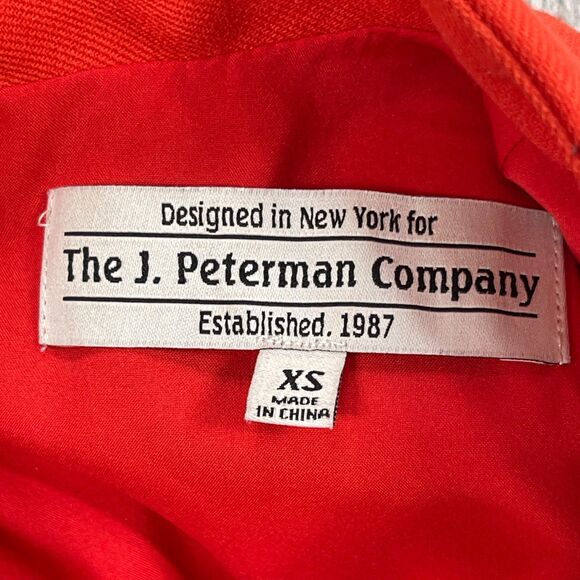 Designed in New York for
The J. Peterman Company
Established. 1987
XS
MADE
IN CHINA